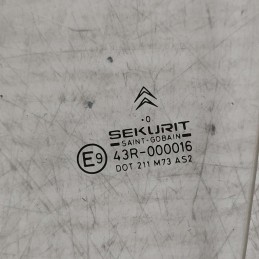 .0
SEKURIT
SAINT-GOBAIN
E9 43R-000016
DOT 211 M73 AS2